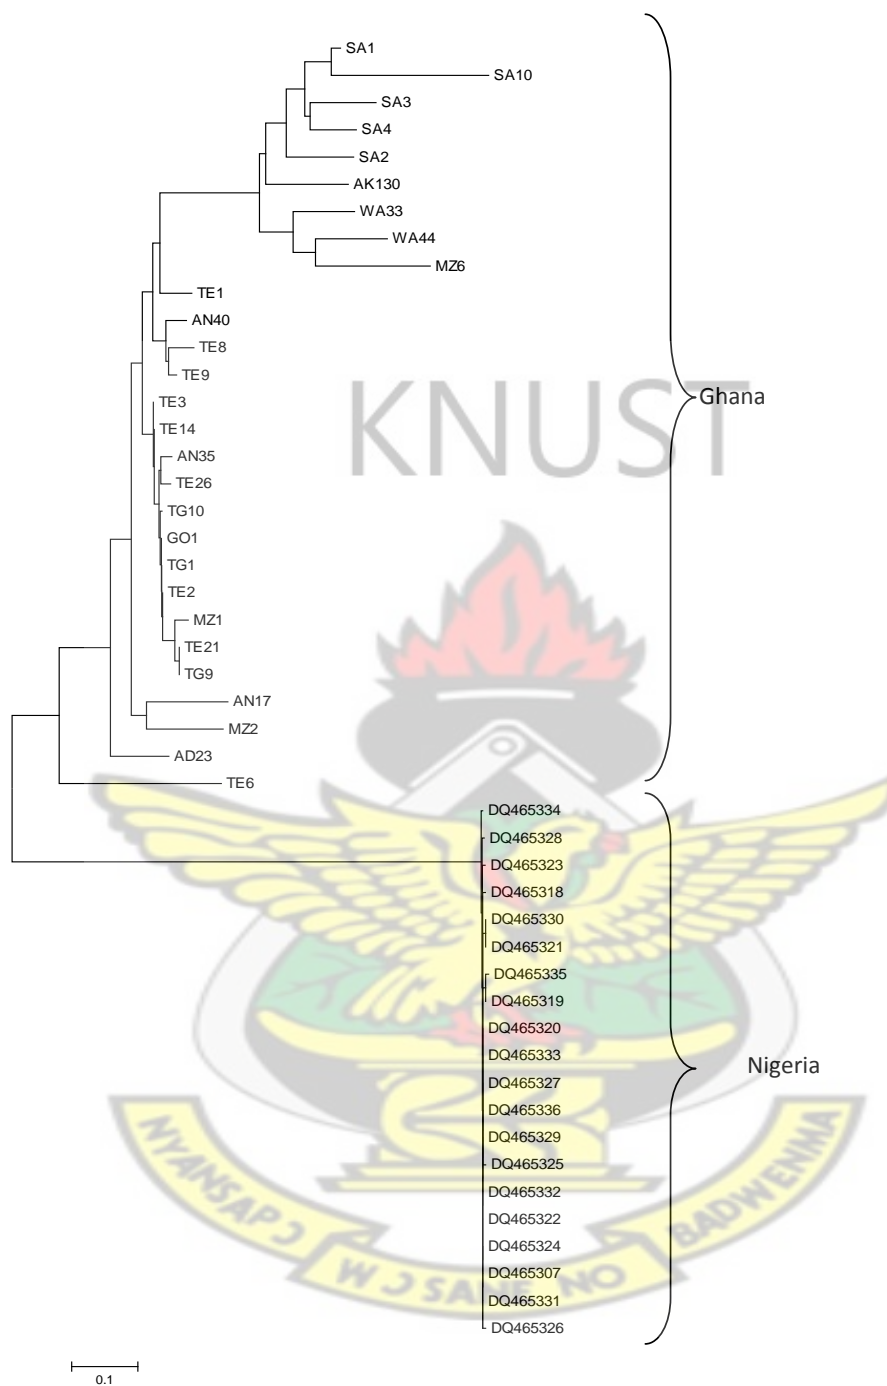 SA1
SA10
SA3
SA4
SA2
AK130
WA33
WA44
MZ6
TE1
AN40
TE8
TE9
TE3
KNUST
Ghana
TE14
AN35
TE26
TG10
GO1
TG1
TE2
MZ1
TE21
TG9
AN17
MZ2
AD23
TE6
DQ465334
DQ465328
DQ465323
DQ465318
DQ465330
DQ465321
DQ465335
DQ465319
DQ465320
DQ465333
Nigeria
DQ465327
DQ465336
DQ465329
DQ465325
DQ465332
DQ465322
DQ465324
DQ465307
DQ465331
DQ465326
NYANSAPƆ WƆ SANE NO BADWENMA
0.1